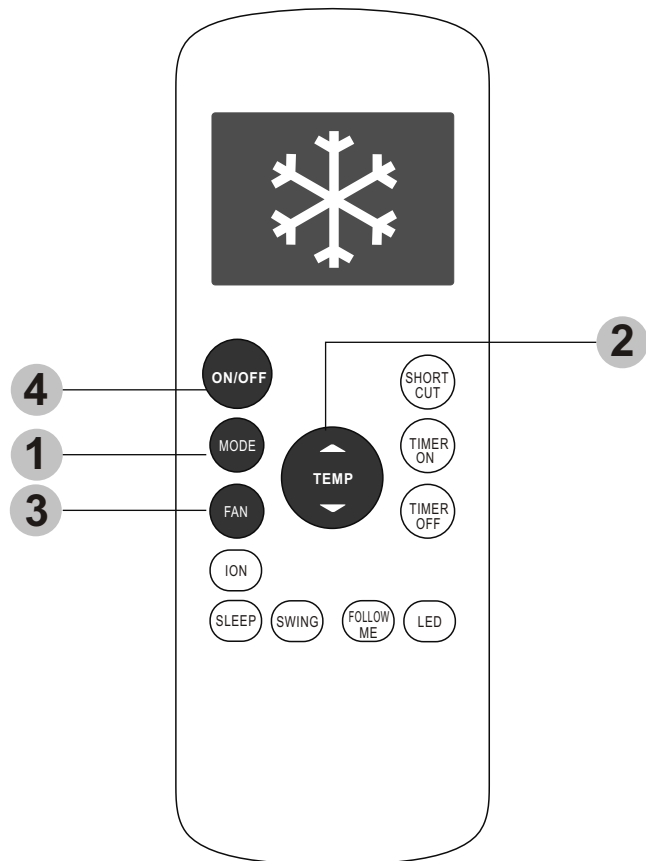 2
ON/OFF
SHORT
CUT
4
MODE
TIMER
ON
1
TEMP
3
FAN
TIMER
OFF
ION
SLEEP
SWING
FOLLOW
ME
LED